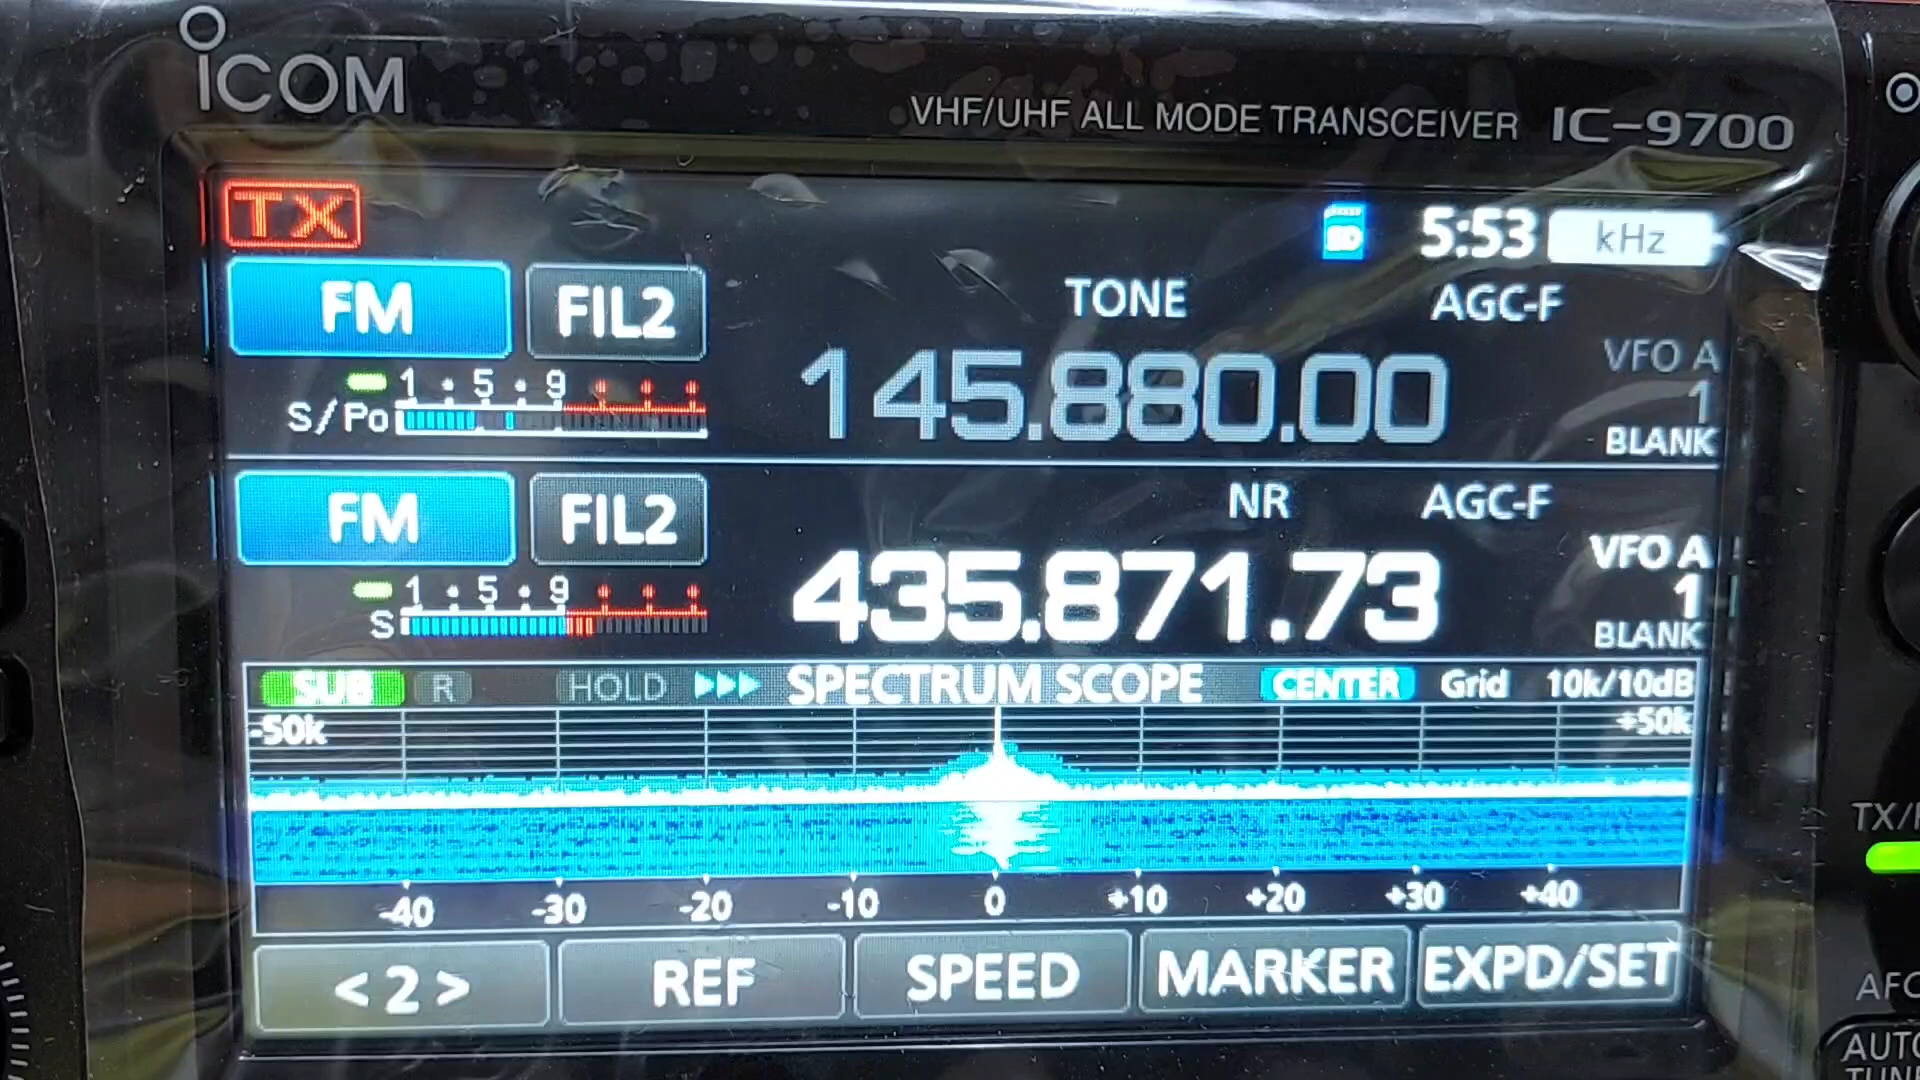 ICOM
VHF/UHF ALL MODE TRANSCEIVER IC-9700
TX
5:53 kHz
FM FIL2 TONE AGC-F
1 · 5 · 9
S/Po
145.880.00
VFO A
1
BLANK
FM FIL2 NR AGC-F
1 · 5 · 9
S
435.871.73
VFO A
1
BLANK
SUB R HOLD SPECTRUM SCOPE CENTER Grid 10k/10dB
-50k +50k
-40 -30 -20 -10 0 +10 +20 +30 +40
<2> REF SPEED MARKER EXPD/SET
TX/
AFC
AUTO
TUNE